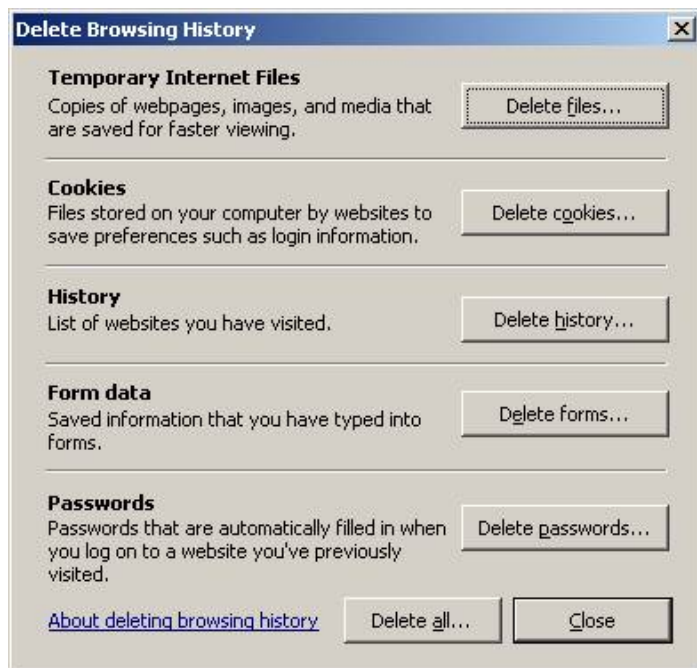 Delete Browsing History
Temporary Internet Files
Copies of webpages, images, and media that
are saved for faster viewing.
Delete files...
Cookies
Files stored on your computer by websites to
save preferences such as login information.
Delete cookies...
History
List of websites you have visited.
Delete history...
Form data
Saved information that you have typed into
forms.
Delete forms...
Passwords
Passwords that are automatically filled in when
you log on to a website you've previously
visited.
Delete passwords...
About deleting browsing history
Delete all...
Close